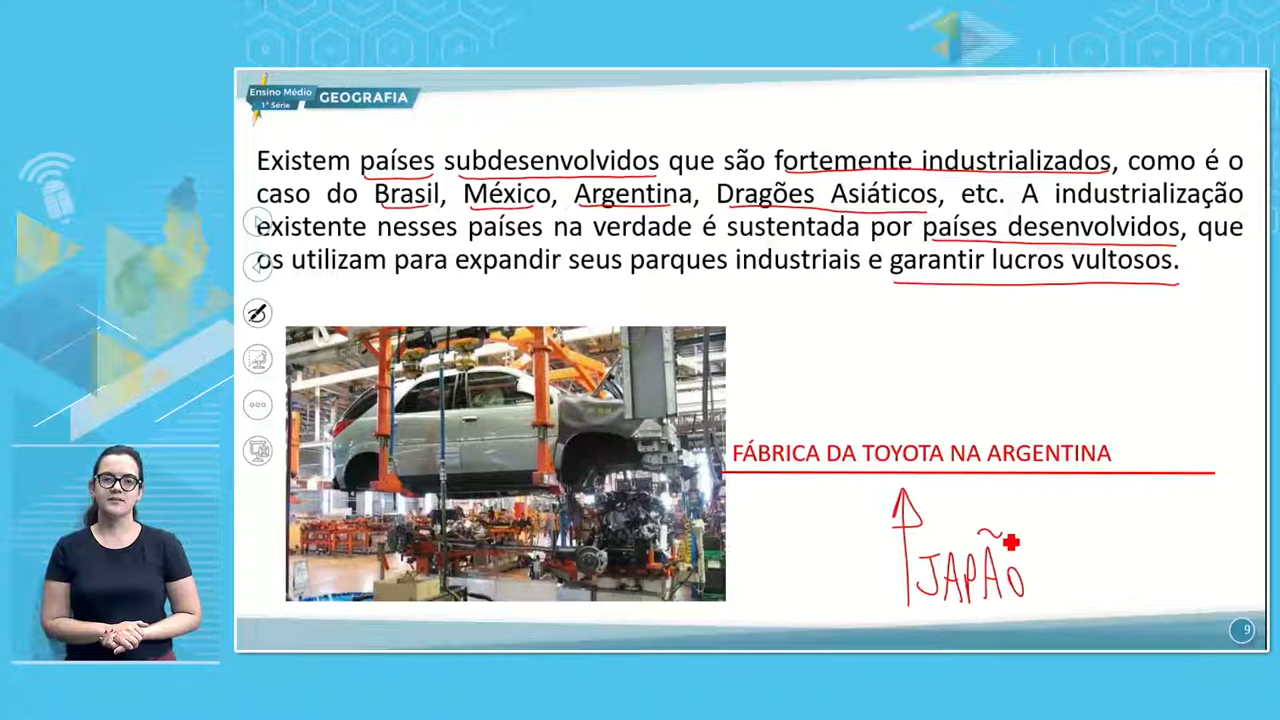 Ensino Médio
1ª Série
GEOGRAFIA
Existem países subdesenvolvidos que são fortemente industrializados, como é o
caso do Brasil, México, Argentina, Dragões Asiáticos, etc. A industrialização
existente nesses países na verdade é sustentada por países desenvolvidos, que
os utilizam para expandir seus parques industriais e garantir lucros vultosos.
FÁBRICA DA TOYOTA NA ARGENTINA
JAPÃO
9